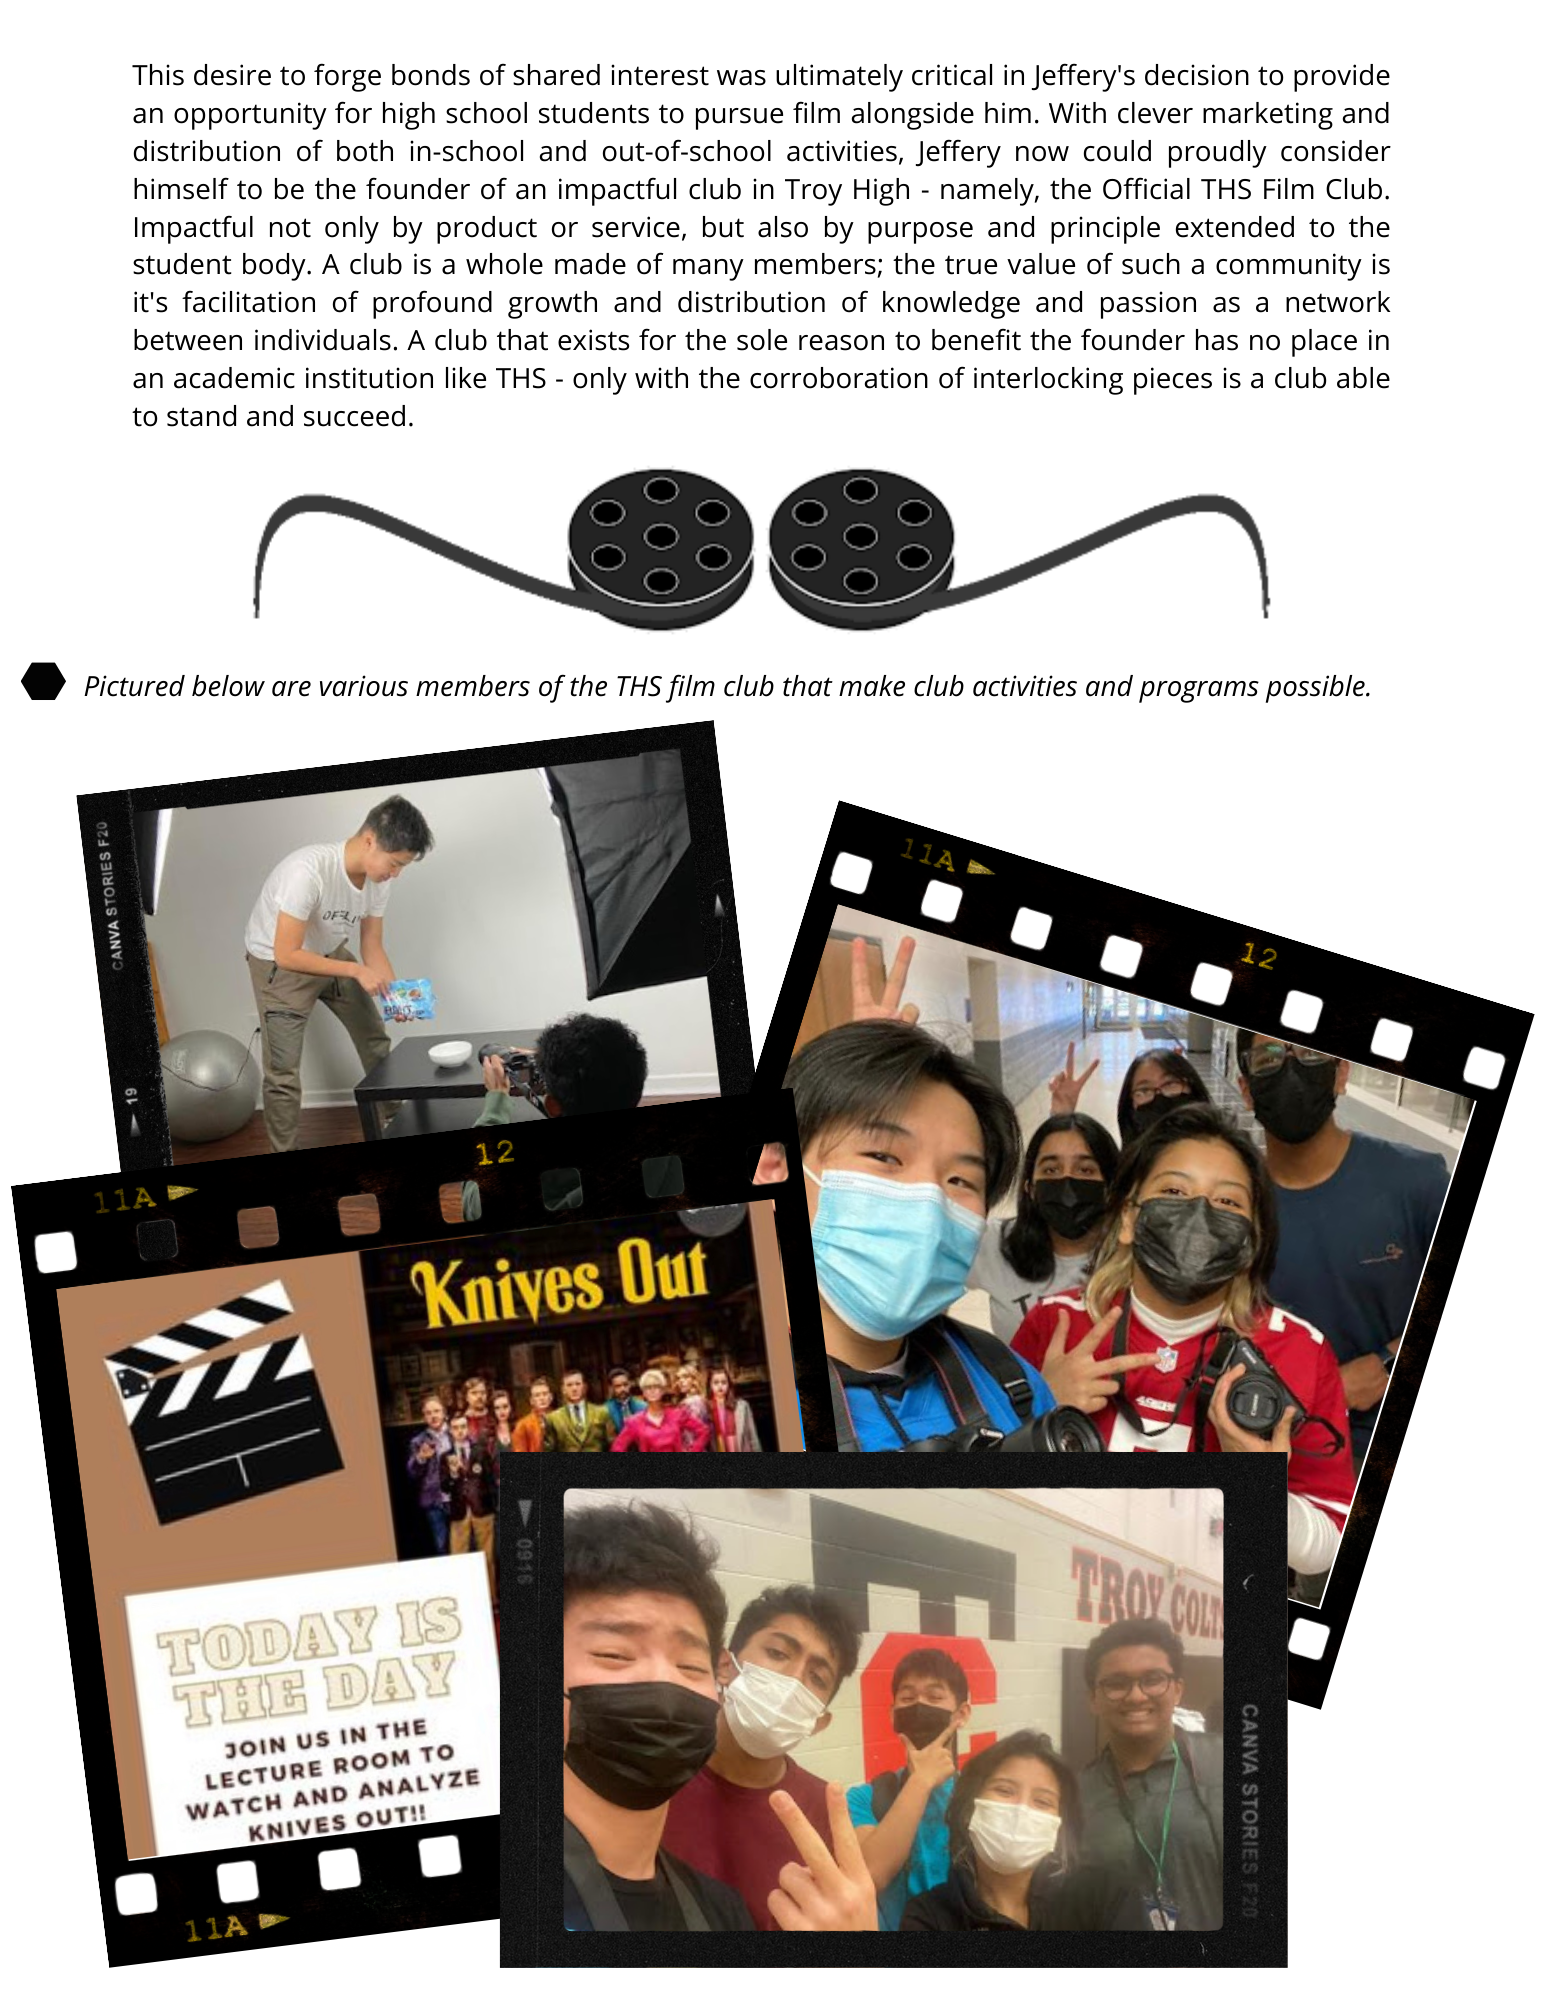 This desire to forge bonds of shared interest was ultimately critical in Jeffery's decision to provide
an opportunity for high school students to pursue film alongside him. With clever marketing and
distribution of both in-school and out-of-school activities, Jeffery now could proudly consider
himself to be the founder of an impactful club in Troy High - namely, the Official THS Film Club.
Impactful not only by product or service, but also by purpose and principle extended to the
student body. A club is a whole made of many members; the true value of such a community is
it's facilitation of profound growth and distribution of knowledge and passion as a network
between individuals. A club that exists for the sole reason to benefit the founder has no place in
an academic institution like THS - only with the corroboration of interlocking pieces is a club able
to stand and succeed.
Pictured below are various members of the THS film club that make club activities and programs possible.
CANVA STORIES F20
19
11A
12
11A
12
Knives Out
TODAY IS
THE DAY
JOIN US IN THE
LECTURE ROOM TO
WATCH AND ANALYZE
KNIVES OUT!!
11A
49ERS
0916
TROY COLTS
CANVA STORIES F20